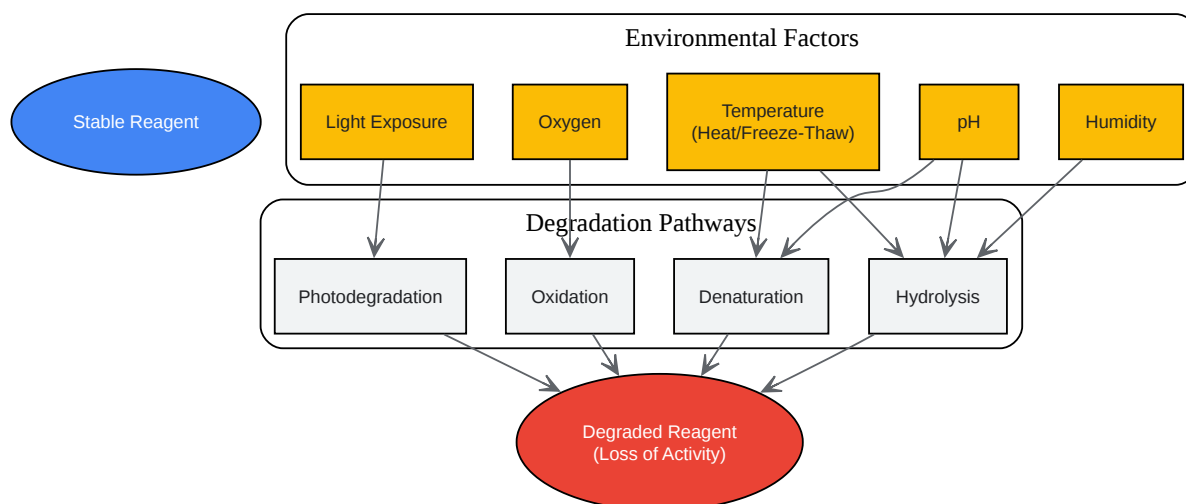 Environmental Factors
Stable Reagent
Light Exposure
Oxygen
Temperature
(Heat/Freeze-Thaw)
pH
Humidity
Degradation Pathways
Photodegradation
Oxidation
Denaturation
Hydrolysis
Degraded Reagent
(Loss of Activity)